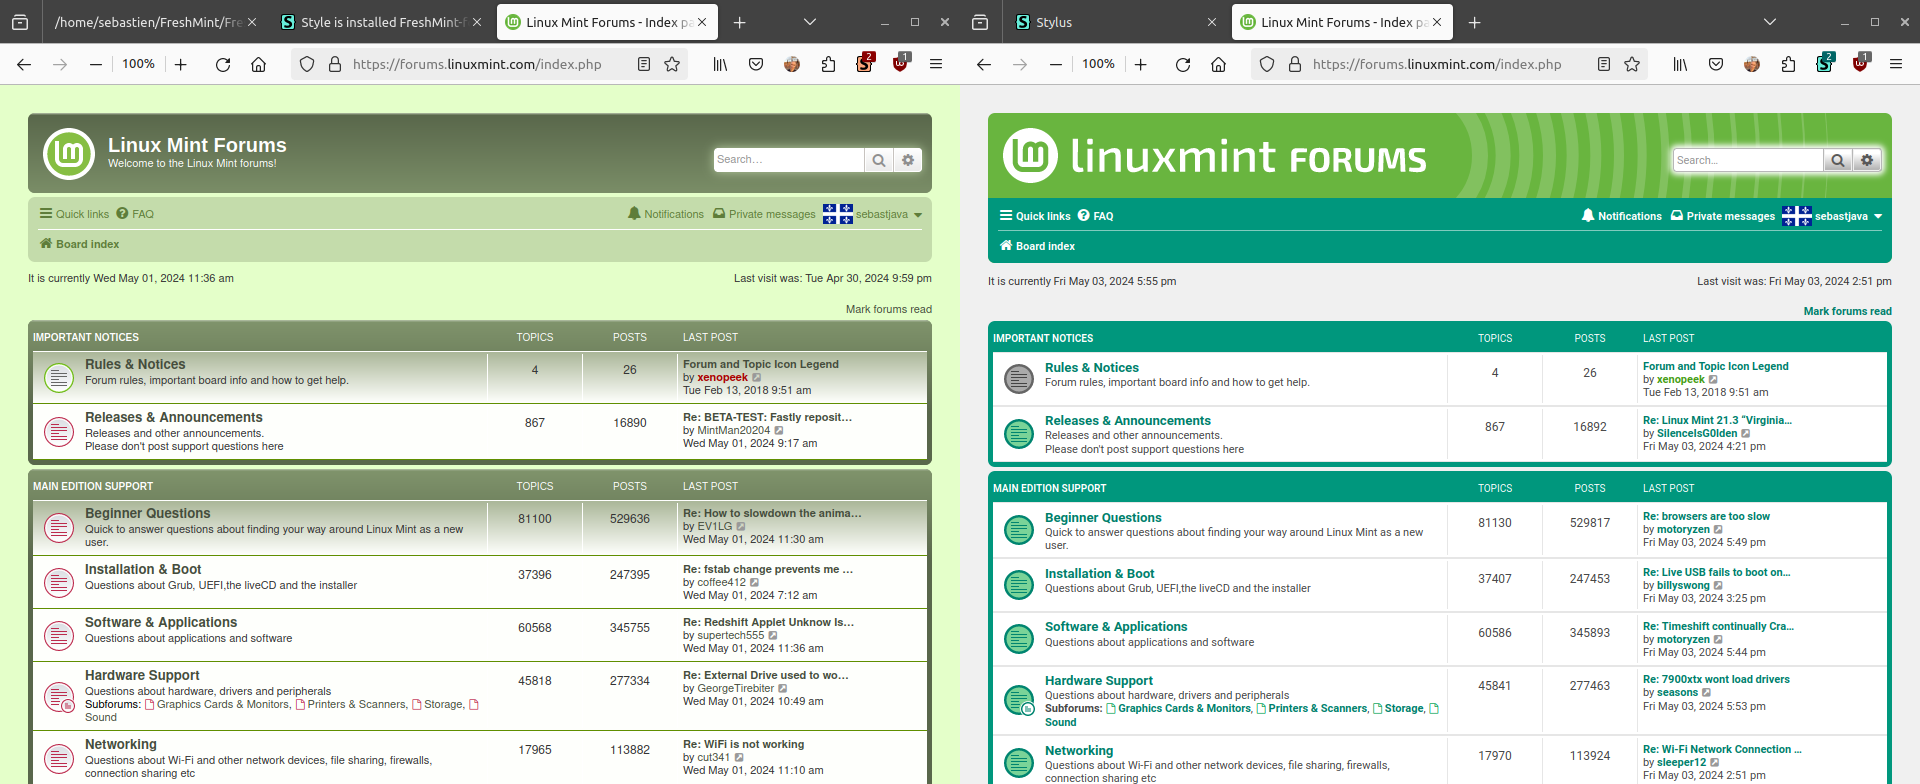 /home/sebastien/FreshMint/Fre
Style is installed FreshMint-f
Linux Mint Forums - Index pa
100%
https://forums.linuxmint.com/index.php
2
1
Linux Mint Forums
Welcome to the Linux Mint forums!
Search…
Quick links FAQ
Notifications Private messages sebastjava
Board index
It is currently Wed May 01, 2024 11:36 am
Last visit was: Tue Apr 30, 2024 9:59 pm
Mark forums read
IMPORTANT NOTICES TOPICS POSTS LAST POST
Rules & Notices
Forum rules, important board info and how to get help.
4 26
Forum and Topic Icon Legend
by xenopeek
Tue Feb 13, 2018 9:51 am
Releases & Announcements
Releases and other announcements.
Please don't post support questions here
867 16890
Re: BETA-TEST: Fastly reposit…
by MintMan20204
Wed May 01, 2024 9:17 am
MAIN EDITION SUPPORT TOPICS POSTS LAST POST
Beginner Questions
Quick to answer questions about finding your way around Linux Mint as a new
user.
81100 529636
Re: How to slowdown the anima…
by EV1LG
Wed May 01, 2024 11:30 am
Installation & Boot
Questions about Grub, UEFI,the liveCD and the installer
37396 247395
Re: fstab change prevents me …
by coffee412
Wed May 01, 2024 7:12 am
Software & Applications
Questions about applications and software
60568 345755
Re: Redshift Applet Unknow Is…
by supertech555
Wed May 01, 2024 11:36 am
Hardware Support
Questions about hardware, drivers and peripherals
Subforums: Graphics Cards & Monitors, Printers & Scanners, Storage,
Sound
45818 277334
Re: External Drive used to wo…
by GeorgeTirebiter
Wed May 01, 2024 10:49 am
Networking
Questions about Wi-Fi and other network devices, file sharing, firewalls,
connection sharing etc
17965 113882
Re: WiFi is not working
by cut341
Wed May 01, 2024 11:10 am
Stylus
Linux Mint Forums - Index pa
100%
https://forums.linuxmint.com/index.php
2
1
linuxmint FORUMS
Search…
Quick links FAQ
Notifications Private messages sebastjava
Board index
It is currently Fri May 03, 2024 5:55 pm
Last visit was: Fri May 03, 2024 2:51 pm
Mark forums read
IMPORTANT NOTICES TOPICS POSTS LAST POST
Rules & Notices
Forum rules, important board info and how to get help.
4 26
Forum and Topic Icon Legend
by xenopeek
Tue Feb 13, 2018 9:51 am
Releases & Announcements
Releases and other announcements.
Please don't post support questions here
867 16892
Re: Linux Mint 21.3 “Virginia…
by SilenceIsG0lden
Fri May 03, 2024 4:21 pm
MAIN EDITION SUPPORT TOPICS POSTS LAST POST
Beginner Questions
Quick to answer questions about finding your way around Linux Mint as a new
user.
81130 529817
Re: browsers are too slow
by motoryzen
Fri May 03, 2024 5:49 pm
Installation & Boot
Questions about Grub, UEFI,the liveCD and the installer
37407 247453
Re: Live USB fails to boot on…
by billyswong
Fri May 03, 2024 3:25 pm
Software & Applications
Questions about applications and software
60586 345893
Re: Timeshift continually Cra…
by motoryzen
Fri May 03, 2024 5:44 pm
Hardware Support
Questions about hardware, drivers and peripherals
Subforums: Graphics Cards & Monitors, Printers & Scanners, Storage,
Sound
45841 277463
Re: 7900xtx wont load drivers
by seasons
Fri May 03, 2024 5:53 pm
Networking
Questions about Wi-Fi and other network devices, file sharing, firewalls,
connection sharing etc
17970 113924
Re: Wi-Fi Network Connection …
by sleeper12
Fri May 03, 2024 2:51 pm